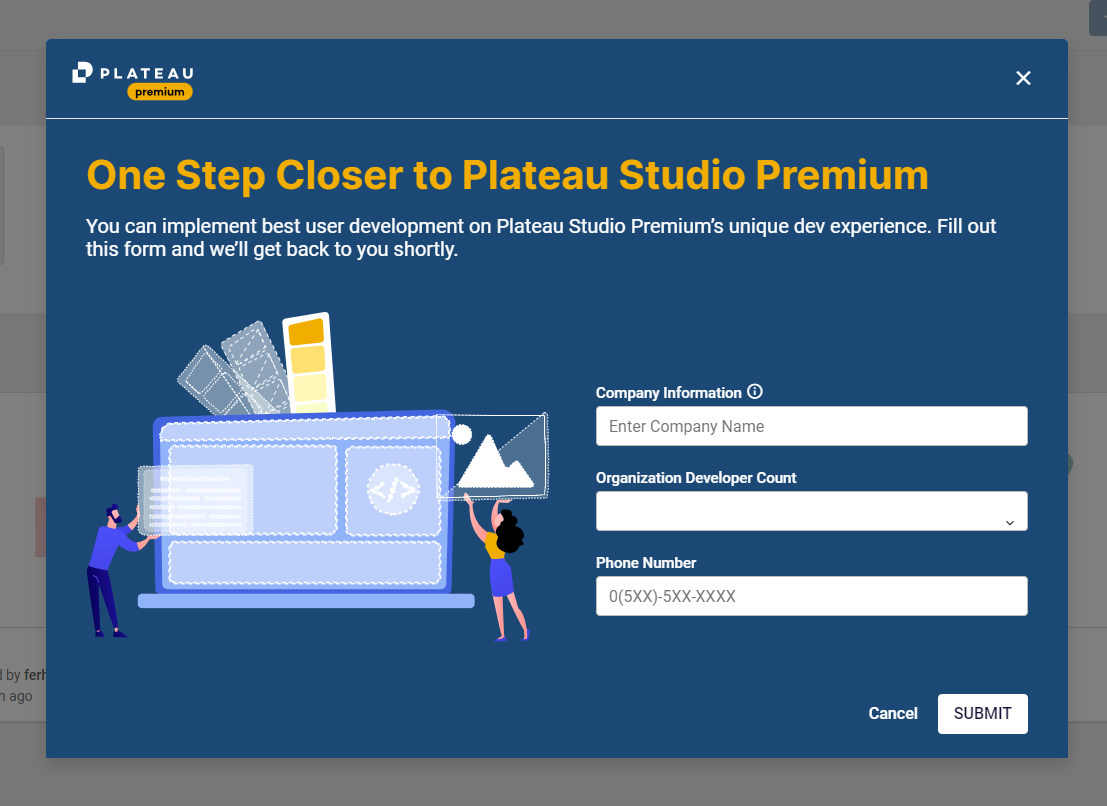 PLATEAU
premium
One Step Closer to Plateau Studio Premium
You can implement best user development on Plateau Studio Premium’s unique dev experience. Fill out
this form and we’ll get back to you shortly.
Company Information
Enter Company Name
Organization Developer Count
Phone Number
0(5XX)-5XX-XXXX
by ferh
ago
Cancel
SUBMIT